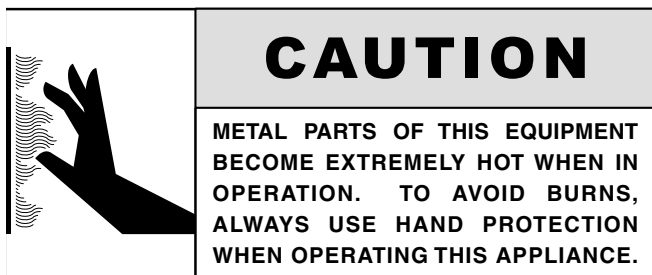 CAUTION
METAL PARTS OF THIS EQUIPMENT
BECOME EXTREMELY HOT WHEN IN
OPERATION. TO AVOID BURNS,
ALWAYS USE HAND PROTECTION
WHEN OPERATING THIS APPLIANCE.